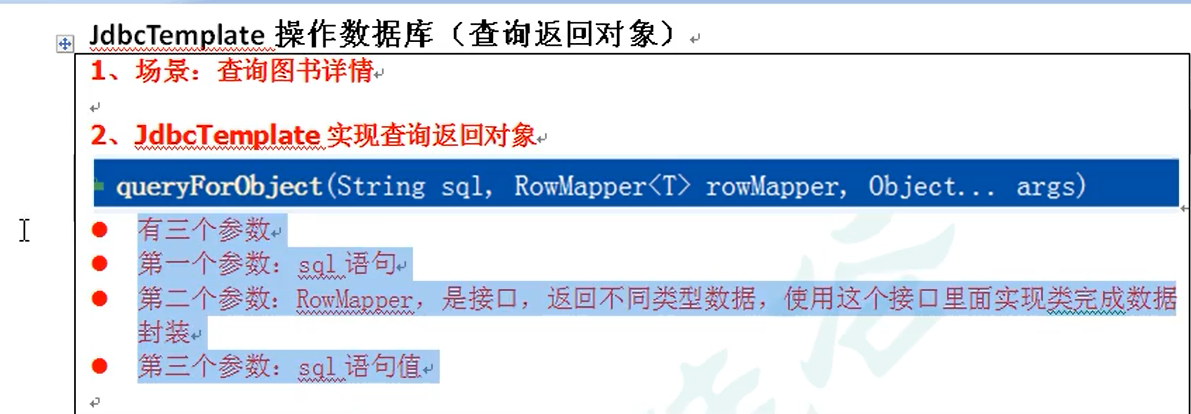 JdbcTemplate 操作数据库（查询返回对象）
1、场景：查询图书详情
2、JdbcTemplate 实现查询返回对象
queryForObject(String sql, RowMapper<T> rowMapper, Object... args)
● 有三个参数
● 第一个参数：sql 语句
● 第二个参数：RowMapper，是接口，返回不同类型数据，使用这个接口里面实现类完成数据
封装
● 第三个参数：sql 语句值